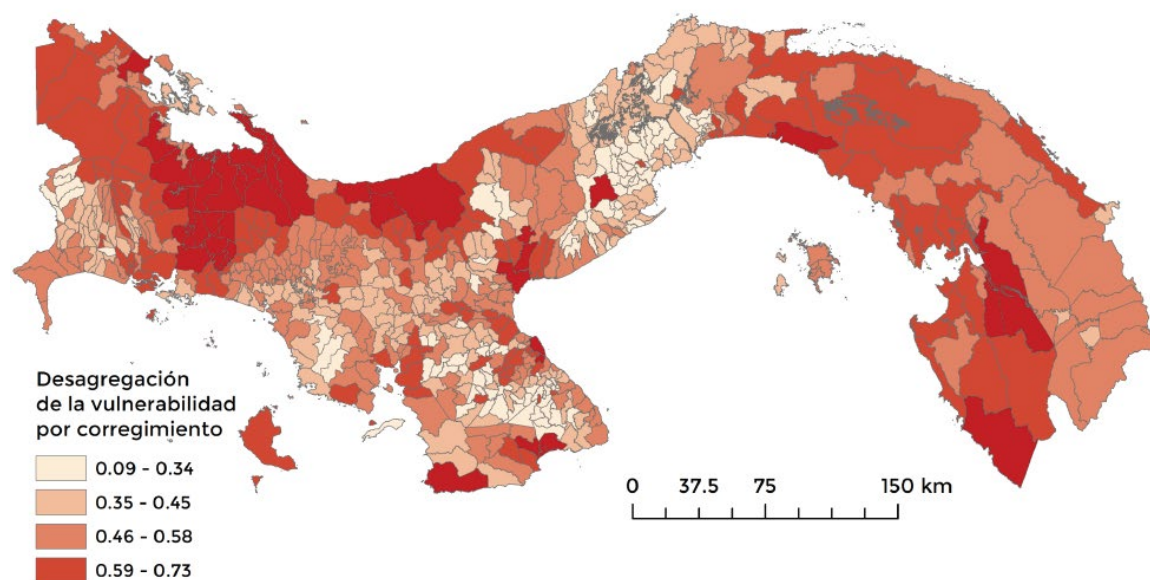 Desagregación
de la vulnerabilidad
por corregimiento
0.09 - 0.34
0.35 - 0.45
0.46 - 0.58
0.59 - 0.73
0 37.5 75 150 km